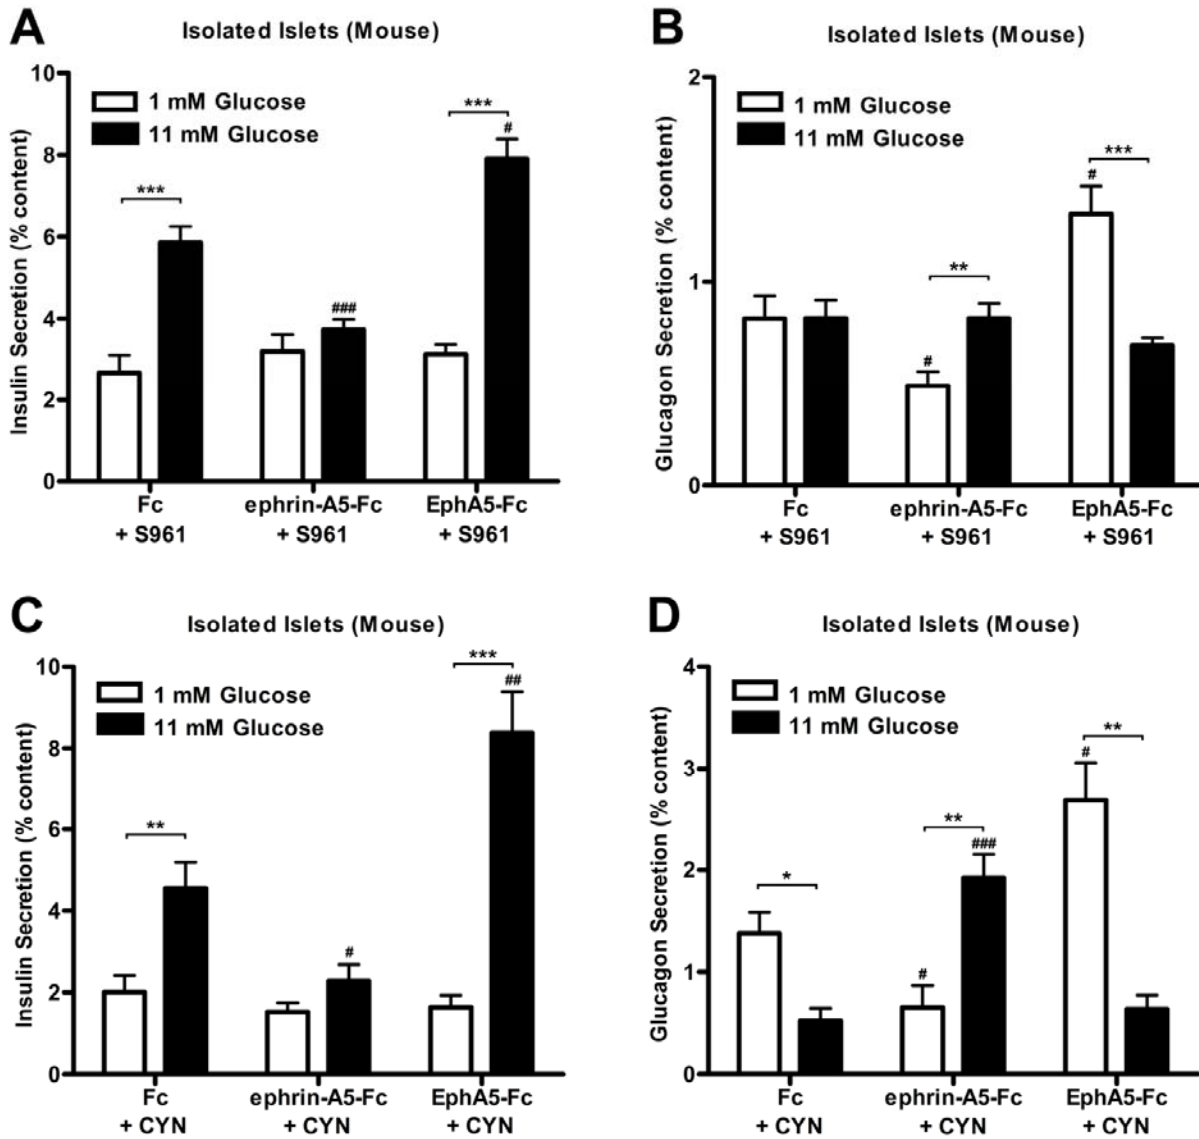 A
Isolated Islets (Mouse)
Insulin Secretion (% content)
10
8
6
4
2
0
1 mM Glucose
11 mM Glucose
***
###
***
#
Fc
+ S961
ephrin-A5-Fc
+ S961
EphA5-Fc
+ S961
B
Isolated Islets (Mouse)
Glucagon Secretion (% content)
2
1
0
1 mM Glucose
11 mM Glucose
#
**
#
***
Fc
+ S961
ephrin-A5-Fc
+ S961
EphA5-Fc
+ S961
C
Isolated Islets (Mouse)
Insulin Secretion (% content)
10
8
6
4
2
0
1 mM Glucose
11 mM Glucose
**
#
***
##
Fc
+ CYN
ephrin-A5-Fc
+ CYN
EphA5-Fc
+ CYN
D
Isolated Islets (Mouse)
Glucagon Secretion (% content)
4
3
2
1
0
1 mM Glucose
11 mM Glucose
*
#
**
###
#
**
Fc
+ CYN
ephrin-A5-Fc
+ CYN
EphA5-Fc
+ CYN